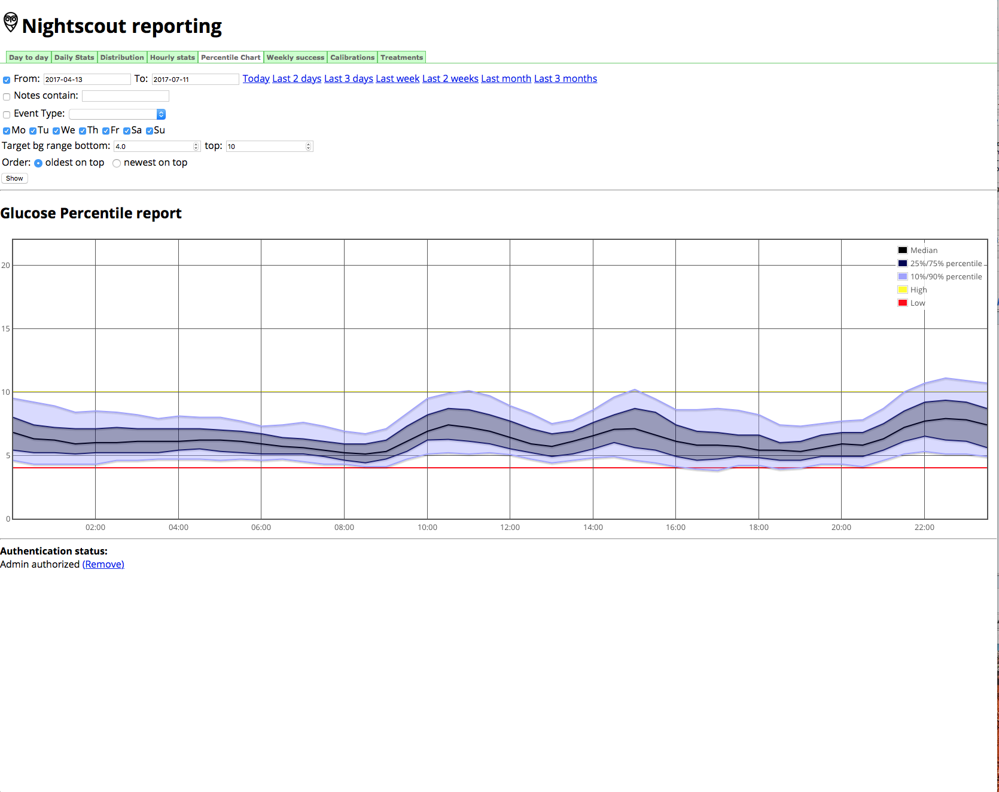 Nightscout reporting
Day to day Daily Stats Distribution Hourly stats Percentile Chart Weekly success Calibrations Treatments
From: 2017-04-13 To: 2017-07-11 Today Last 2 days Last 3 days Last week Last 2 weeks Last month Last 3 months
Notes contain:
Event Type:
Mo Tu We Th Fr Sa Su
Target bg range bottom: 4.0 top: 10
Order: oldest on top newest on top
Show
Glucose Percentile report
Median
20
25%/75% percentile
10%/90% percentile
High
Low
15
10
5
0
02:00 04:00 06:00 08:00 10:00 12:00 14:00 16:00 18:00 20:00 22:00
Authentication status:
Admin authorized (Remove)